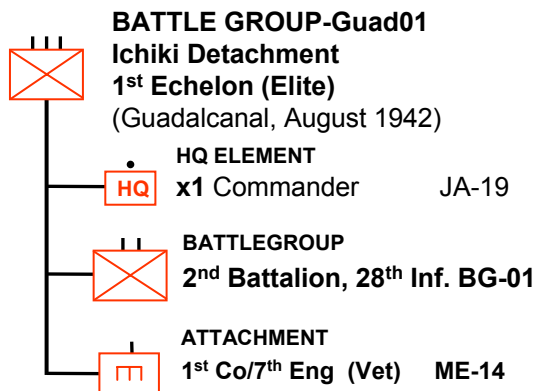 BATTLE GROUP-Guad01
Ichiki Detachment
1st Echelon (Elite)
(Guadalcanal, August 1942)
HQ ELEMENT
HQ x1 Commander JA-19
BATTLEGROUP
2nd Battalion, 28th Inf. BG-01
ATTACHMENT
1st Co/7th Eng (Vet) ME-14